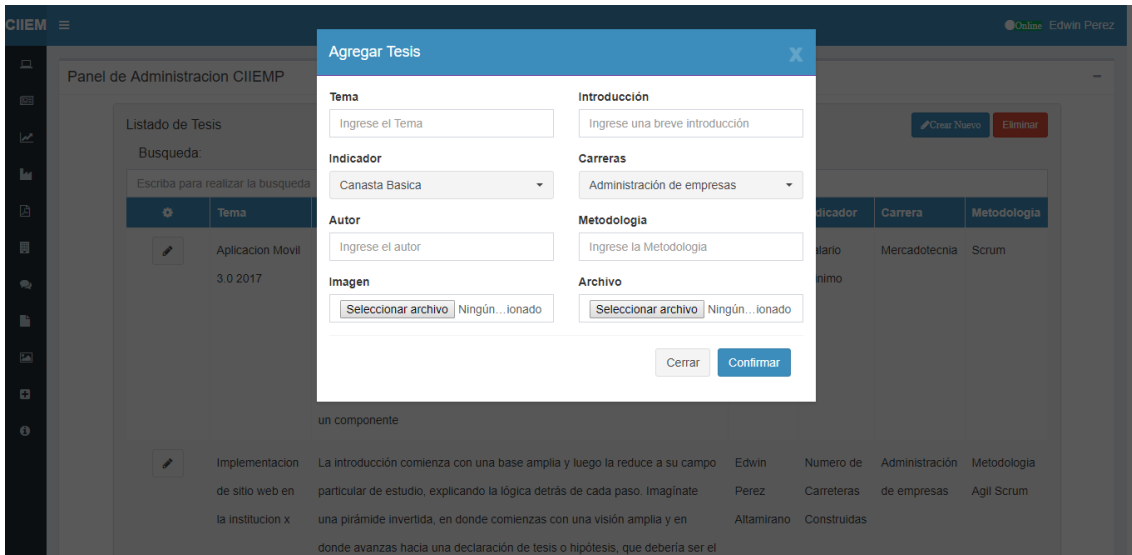 CIIEM
Online Edwin Perez
Agregar Tesis
X
Panel de Administracion CIIEMP
Tema
Introducción
Ingrese el Tema
Ingrese una breve introducción
Listado de Tesis
Crear Nuevo
Eliminar
Busqueda:
Indicador
Carreras
Escriba para realizar la busqueda
Canasta Basica
Administración de empresas
Tema
dicador
Carrera
Metodologia
Autor
Metodologia
Ingrese el autor
Ingrese la Metodologia
Aplicacion Movil
alario
Mercadotecnia
Scrum
3.0 2017
inimo
Imagen
Archivo
Seleccionar archivo Ningún…ionado
Seleccionar archivo Ningún…ionado
Cerrar
Confirmar
un componente
Implementacion
La introducción comienza con una base amplia y luego la reduce a su campo
Edwin
Numero de
Administración
Metodologia
de sitio web en
particular de estudio, explicando la lógica detrás de cada paso. Imagínate
Perez
Carreteras
de empresas
Agil Scrum
la institucion x
una pirámide invertida, en donde comienzas con una visión amplia y en
Altamirano
Construidas
donde avanzas hacia una declaración de tesis o hipótesis, que debería ser el